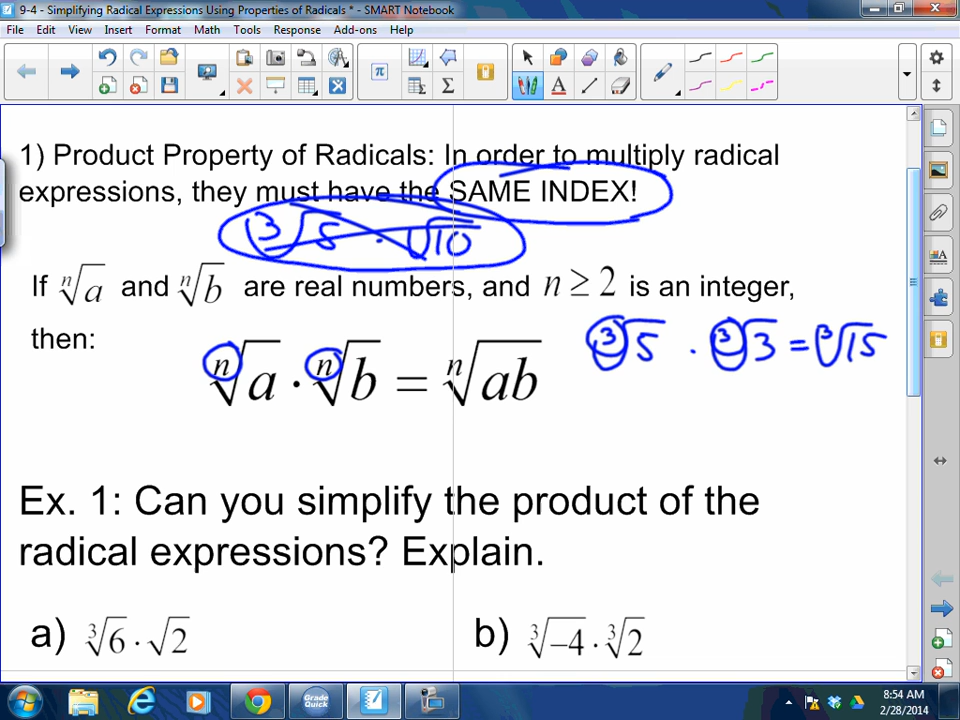 9-4 - Simplifying Radical Expressions Using Properties of Radicals * - SMART Notebook
File Edit View Insert Format Math Tools Response Add-ons Help
1) Product Property of Radicals: In order to multiply radical
expressions, they must have the SAME INDEX!
∛5 · √10
If ⁿ√a and ⁿ√b are real numbers, and n ≥ 2 is an integer,
then:
ⁿ√a · ⁿ√b = ⁿ√ab
∛5 · ∛3 = ∛15
Ex. 1: Can you simplify the product of the
radical expressions? Explain.
a) ∛6 · √2
b) ∛-4 · ∛2
Grade Quick
8:54 AM
2/28/2014